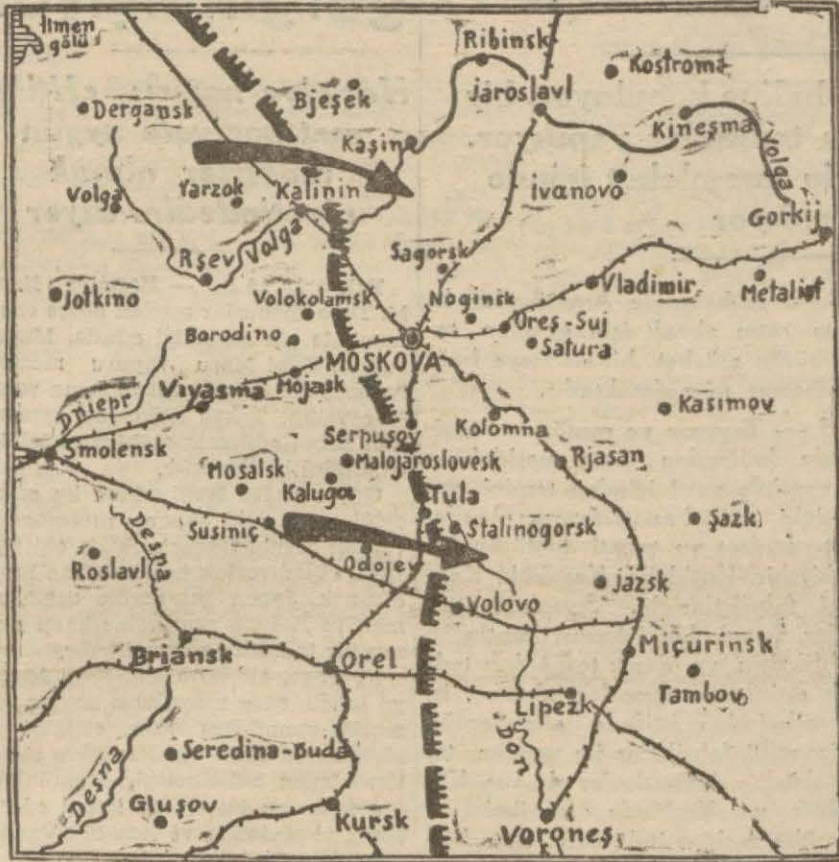 İlmen
gölü
Ribinsk
Kostroma
Bjeşek
Jaroslavl
Dergansk
Kineşma
Kaşin
Volga
Volga
Tarzok
Kalinin
İvanovo
Gorkij
Volga
Rşev
Sagorsk
Vladimir
Metalist
Jotkino
Volokolamsk
Noginsk
Oreş-Suj
Borodino
Satura
MOSKOVA
Mojaşk
Viyasma
Dniepr
Kasimov
Kolomna
Serpuşov
Smolensk
Malojaroslovesk
Rjasan
Mosalsk
Kaluga
Tula
Şazk
Susiniç
Stalinogorsk
Desna
Odojev
Roslavl
Jazsk
Volovo
Briansk
Orel
Miçurinsk
Tambov
Lipezk
Don
Seredina-Buda
Desna
Gluşov
Kursk
Voroneş